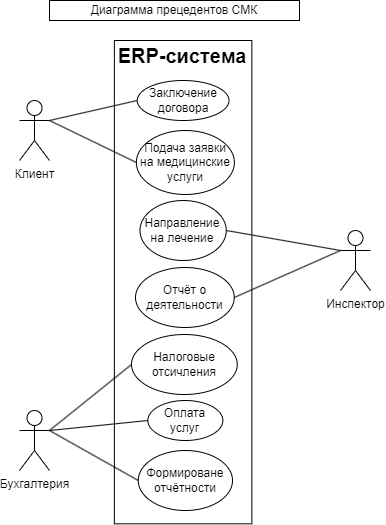 Диаграмма прецедентов СМК
ERP-система
Заключение
договора
Клиент
Подача заявки
на медицинские
услуги
Направление
на лечение
Отчёт о
деятельности
Инспектор
Налоговые
отсичления
Оплата
услуг
Бухгалтерия
Формироване
отчётности